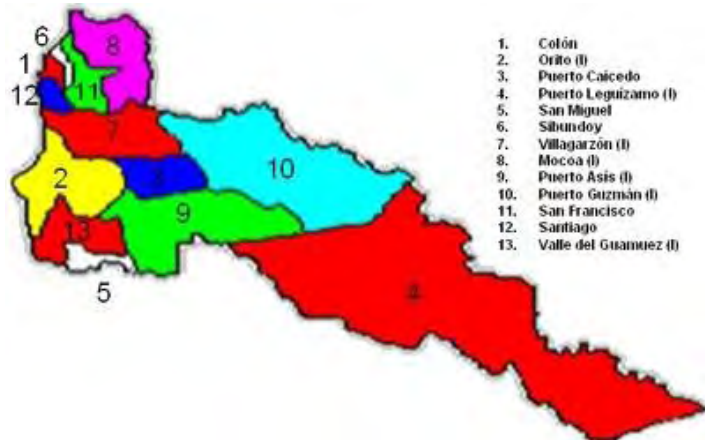 6
8
1
12
11
7
2
3
10
9
13
5
4
1. Colón
2. Orito (I)
3. Puerto Caicedo
4. Puerto Leguízamo (I)
5. San Miguel
6. Sibundoy
7. Villagarzón (I)
8. Mocoa (I)
9. Puerto Asís (I)
10. Puerto Guzmán (I)
11. San Francisco
12. Santiago
13. Valle del Guamuez (I)